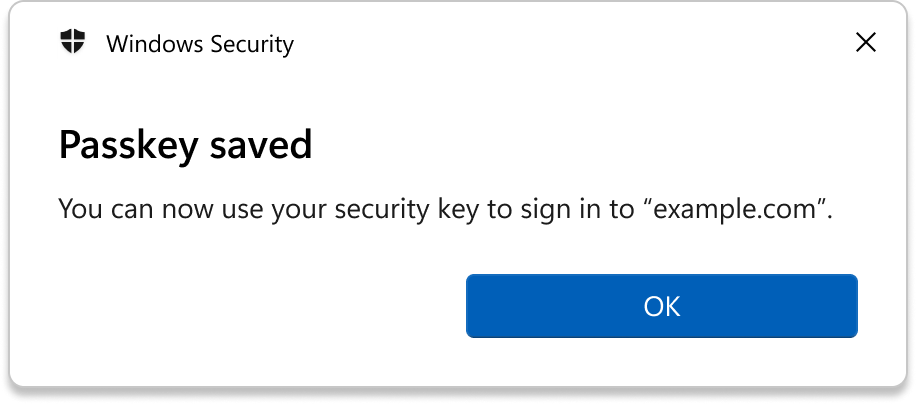 Windows Security
Passkey saved
You can now use your security key to sign in to “example.com”.
OK